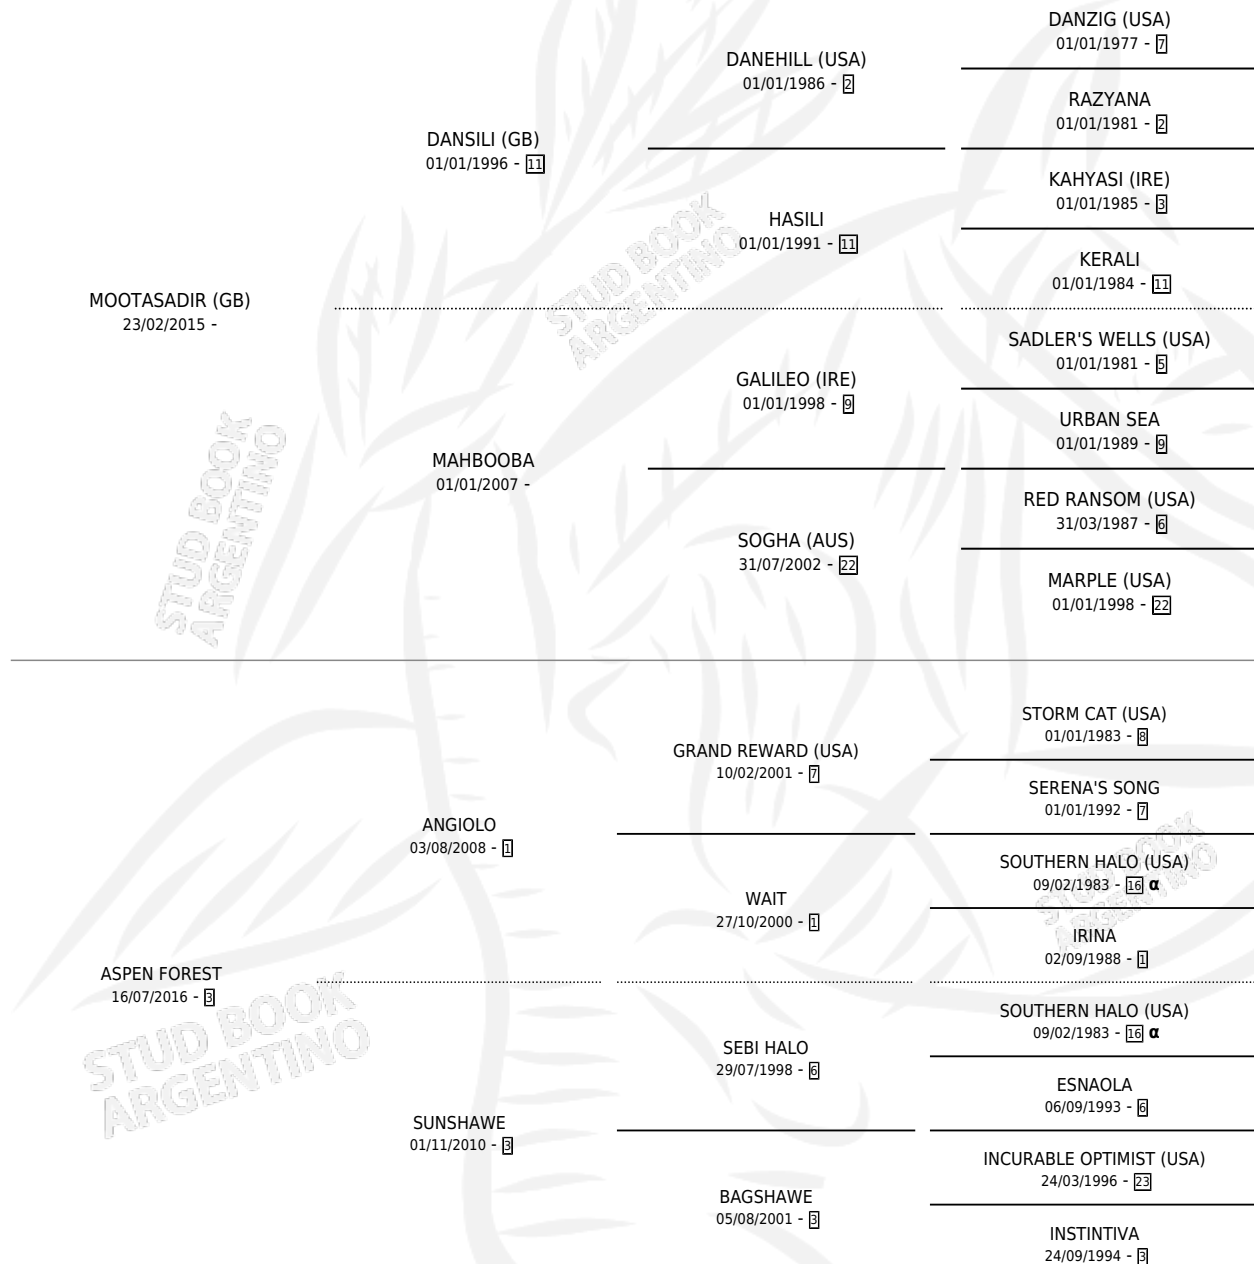 DANZIG (USA)
01/01/1977 - 7
DANEHILL (USA)
01/01/1986 - 2
RAZYANA
01/01/1981 - 2
DANSILI (GB)
01/01/1996 - 11
KAHYASI (IRE)
01/01/1985 - 3
HASILI
01/01/1991 - 11
KERALI
01/01/1984 - 11
MOOTASADIR (GB)
23/02/2015 -
SADLER'S WELLS (USA)
01/01/1981 - 5
GALILEO (IRE)
01/01/1998 - 9
URBAN SEA
01/01/1989 - 9
MAHBOOBA
01/01/2007 -
RED RANSOM (USA)
31/03/1987 - 6
SOGHA (AUS)
31/07/2002 - 22
MARPLE (USA)
01/01/1998 - 22
STORM CAT (USA)
01/01/1983 - 8
GRAND REWARD (USA)
10/02/2001 - 7
SERENA'S SONG
01/01/1992 - 7
ANGIOLO
03/08/2008 - 1
SOUTHERN HALO (USA)
09/02/1983 - 16 α
WAIT
27/10/2000 - 1
IRINA
02/09/1988 - 1
ASPEN FOREST
16/07/2016 - 3
SOUTHERN HALO (USA)
09/02/1983 - 16 α
SEBI HALO
29/07/1998 - 6
ESNAOLA
06/09/1993 - 6
SUNSHAWE
01/11/2010 - 3
INCURABLE OPTIMIST (USA)
24/03/1996 - 23
BAGSHAWE
05/08/2001 - 3
INSTINTIVA
24/09/1994 - 3
STUD BOOK
ARGENTINO
STUD BOOK
ARGENTINO
STUD BOOK
ARGENTINO
STUD BOOK
ARGENTINO